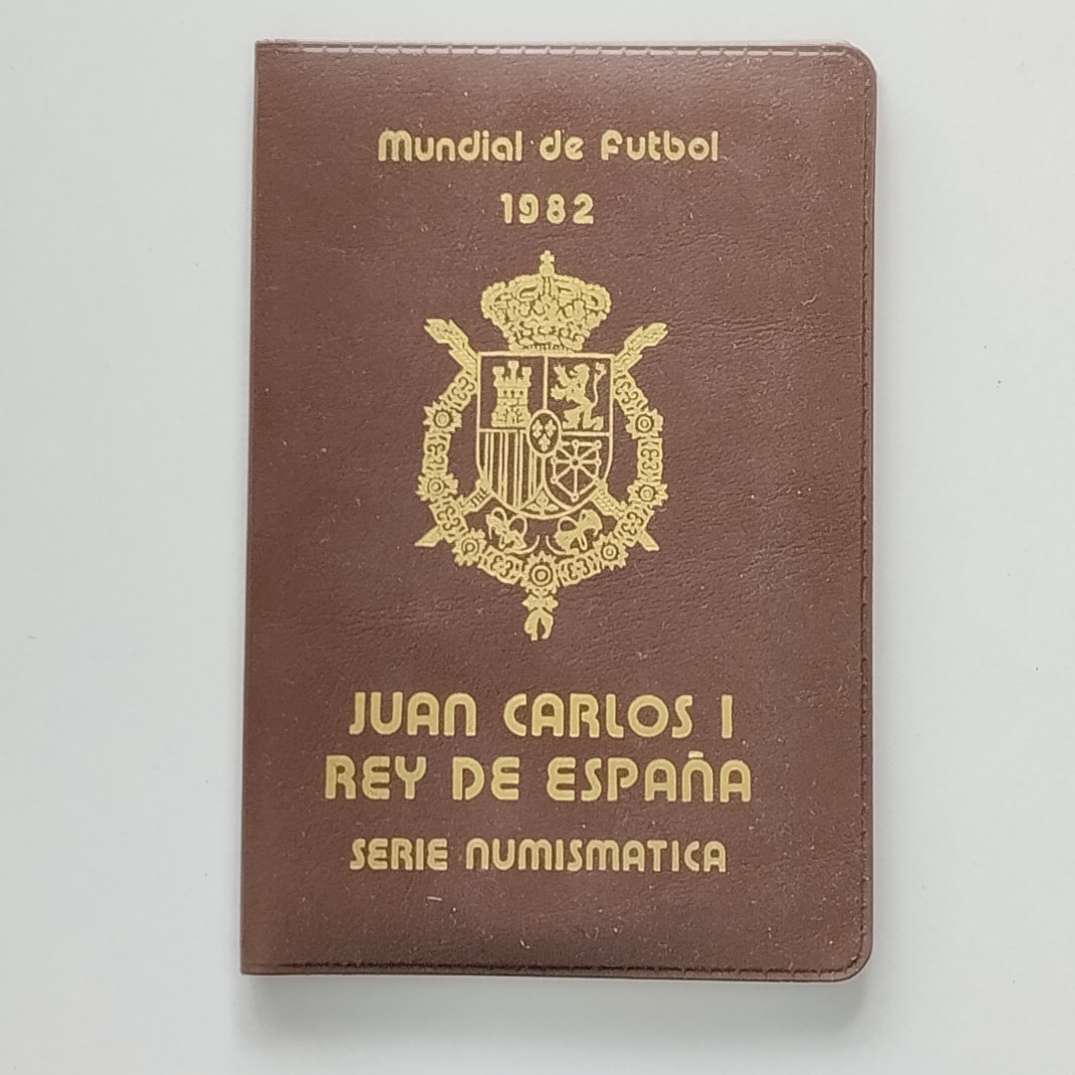 Mundial de Futbol
1982
JUAN CARLOS I
REY DE ESPAÑA
SERIE NUMISMATICA